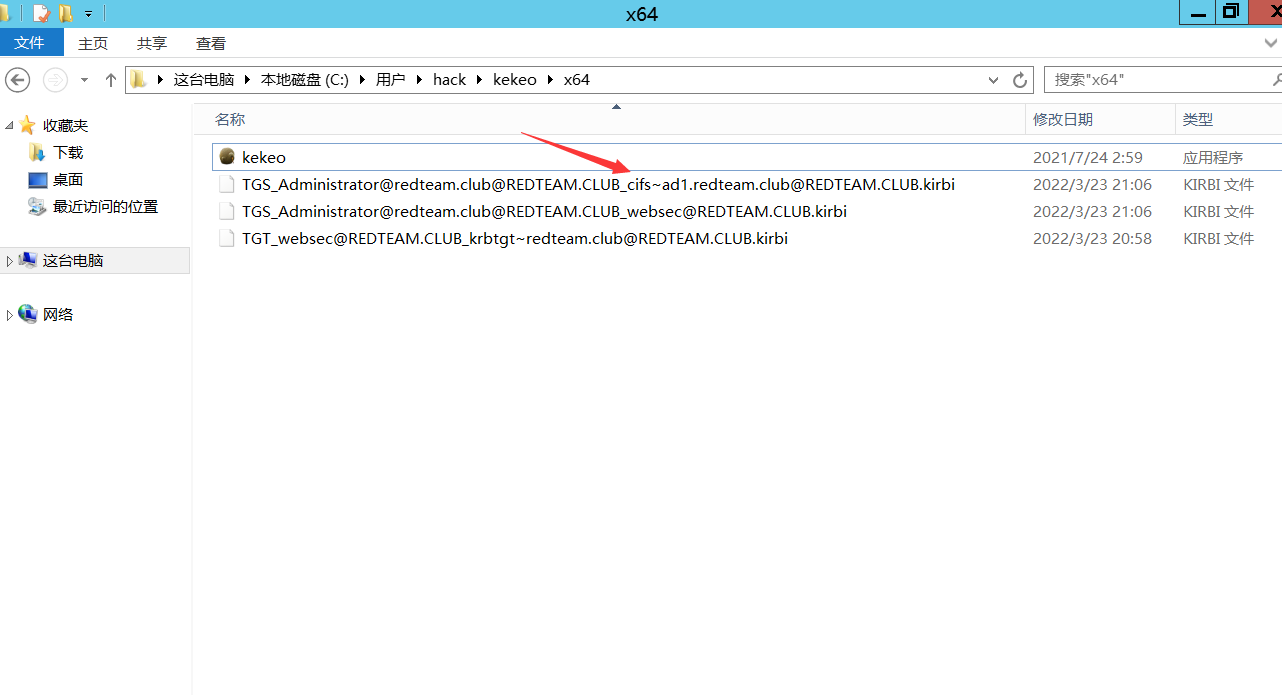 x64
文件 主页 共享 查看
这台电脑 本地磁盘 (C:) 用户 hack kekeo x64 搜索"x64"
收藏夹
下载
桌面
最近访问的位置
这台电脑
网络
名称 修改日期 类型
kekeo 2021/7/24 2:59 应用程序
TGS_Administrator@redteam.club@REDTEAM.CLUB_cifs~ad1.redteam.club@REDTEAM.CLUB.kirbi 2022/3/23 21:06 KIRBI 文件
TGS_Administrator@redteam.club@REDTEAM.CLUB_websec@REDTEAM.CLUB.kirbi 2022/3/23 21:06 KIRBI 文件
TGT_websec@REDTEAM.CLUB_krbtgt~redteam.club@REDTEAM.CLUB.kirbi 2022/3/23 20:58 KIRBI 文件